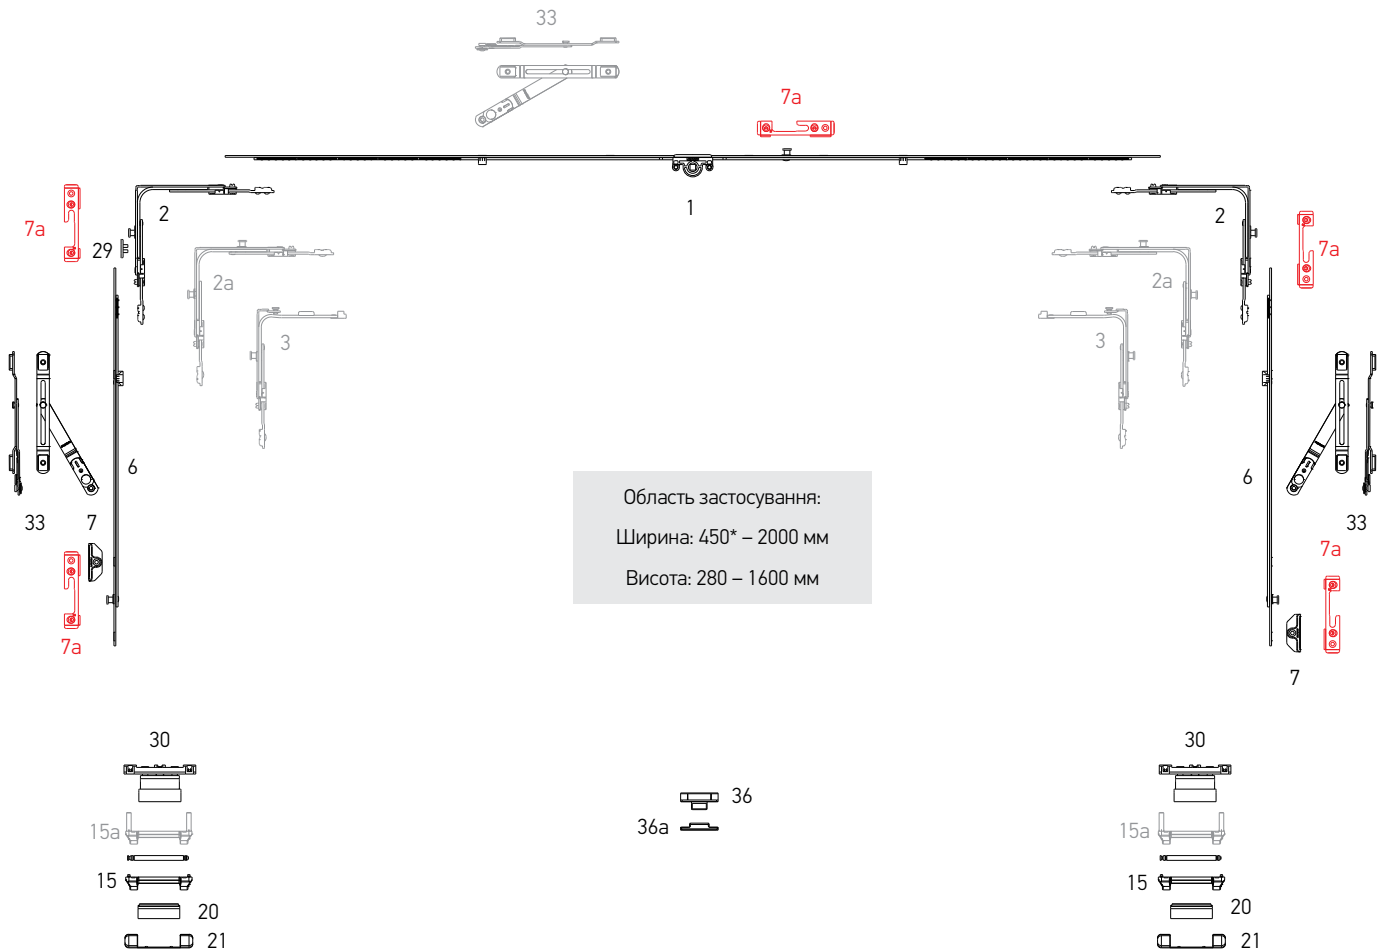 33
7a
2
1
2
7a
29
7a
2a
2a
3
3
6
6
33
7
33
7a
7a
7
Область застосування:
Ширина: 450* – 2000 мм
Висота: 280 – 1600 мм
30
30
36
36a
15a
15a
15
15
20
20
21
21